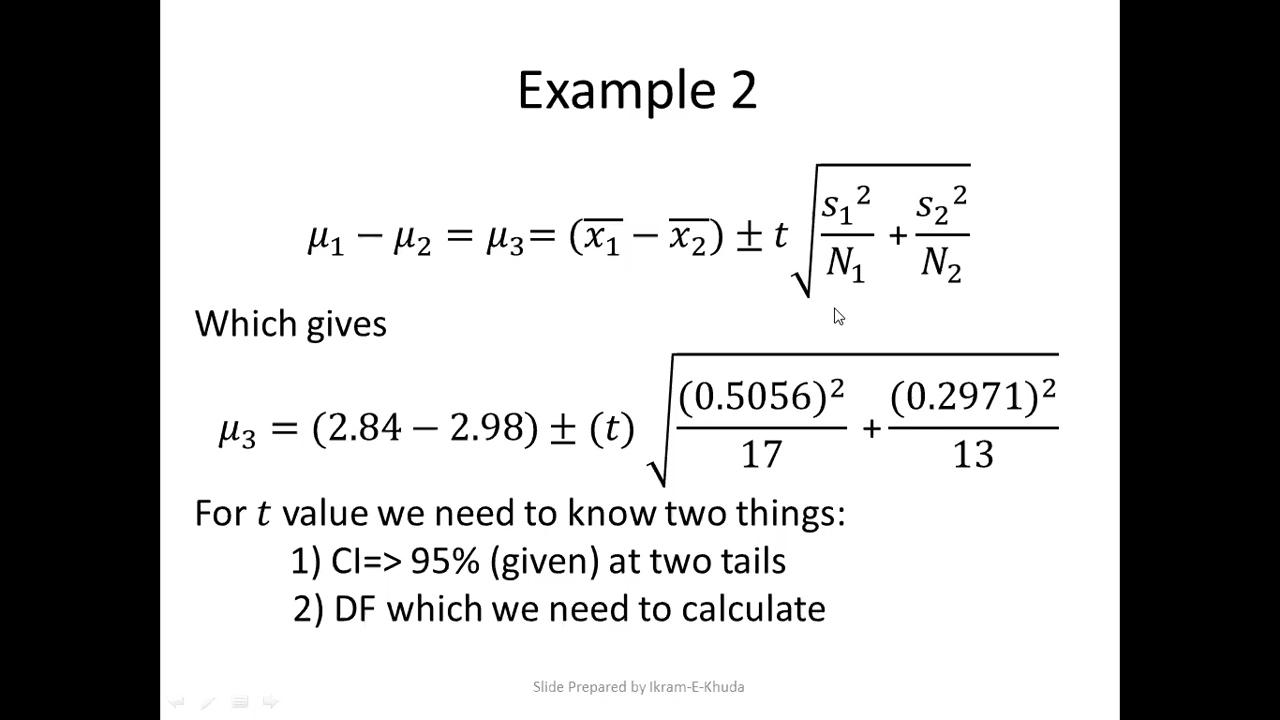 Example 2
μ₁ − μ₂ = μ₃= (x̅₁ − x̅₂) ± t √(s₁²/N₁ + s₂²/N₂)
Which gives
μ₃ = (2.84 − 2.98) ± (t) √((0.5056)²/17 + (0.2971)²/13)
For t value we need to know two things:
1) CI=> 95% (given) at two tails
2) DF which we need to calculate
Slide Prepared by Ikram-E-Khuda